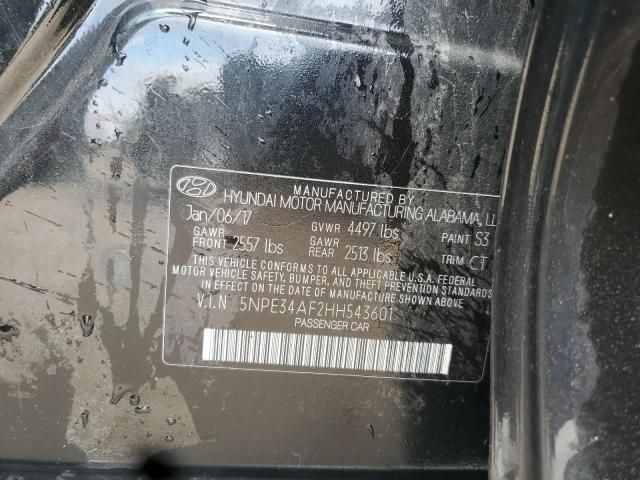 MANUFACTURED BY
HYUNDAI MOTOR MANUFACTURING ALABAMA, LL
Jan/06/17 GVWR 4497 lbs PAINT S3
GAWR FRONT 2557 lbs GAWR REAR 2513 lbs TRIM CT
THIS VEHICLE CONFORMS TO ALL APPLICABLE U.S.A. FEDERAL
MOTOR VEHICLE SAFETY, BUMPER, AND THEFT PREVENTION STANDARDS
IN EFFECT ON THE DATE OF MANUFACTURE SHOWN ABOVE.
V.I.N 5NPE34AF2HH543601
PASSENGER CAR